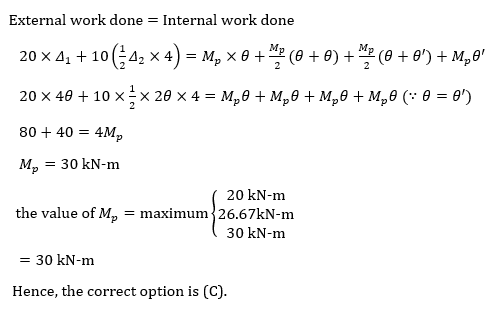 External work done = Internal work done
20 × Δ₁ + 10(½Δ₂ × 4) = Mₚ × θ + Mₚ/2 (θ + θ) + Mₚ/2 (θ + θ′) + Mₚθ′
20 × 4θ + 10 × ½ × 2θ × 4 = Mₚθ + Mₚθ + Mₚθ + Mₚθ (∵ θ = θ′)
80 + 40 = 4Mₚ
Mₚ = 30 kN-m
20 kN-m
the value of Mₚ = maximum{26.67kN-m
30 kN-m
= 30 kN-m
Hence, the correct option is (C).